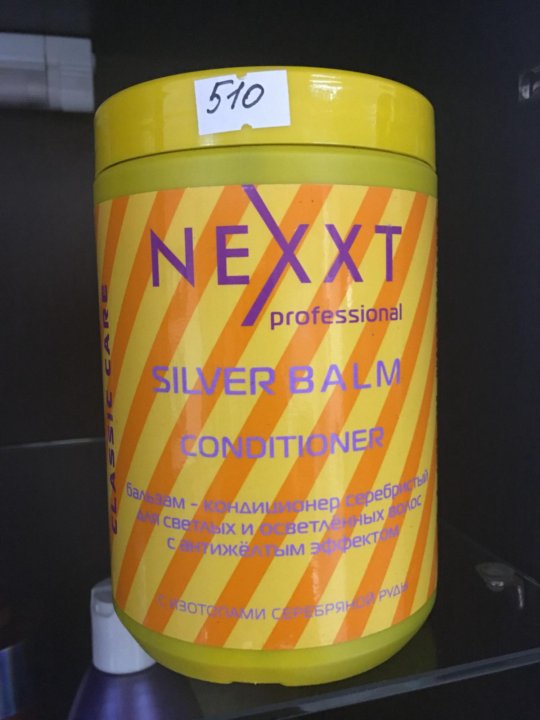 510
NEXXT
professional
SILVER BALM
CONDITIONER
бальзам - кондиционер серебристый
для светлых и осветлённых волос
с антижёлтым эффектом
С ИЗОТОПАМИ СЕРЕБРЯНОЙ РУДЫ
CLASSIC CARE